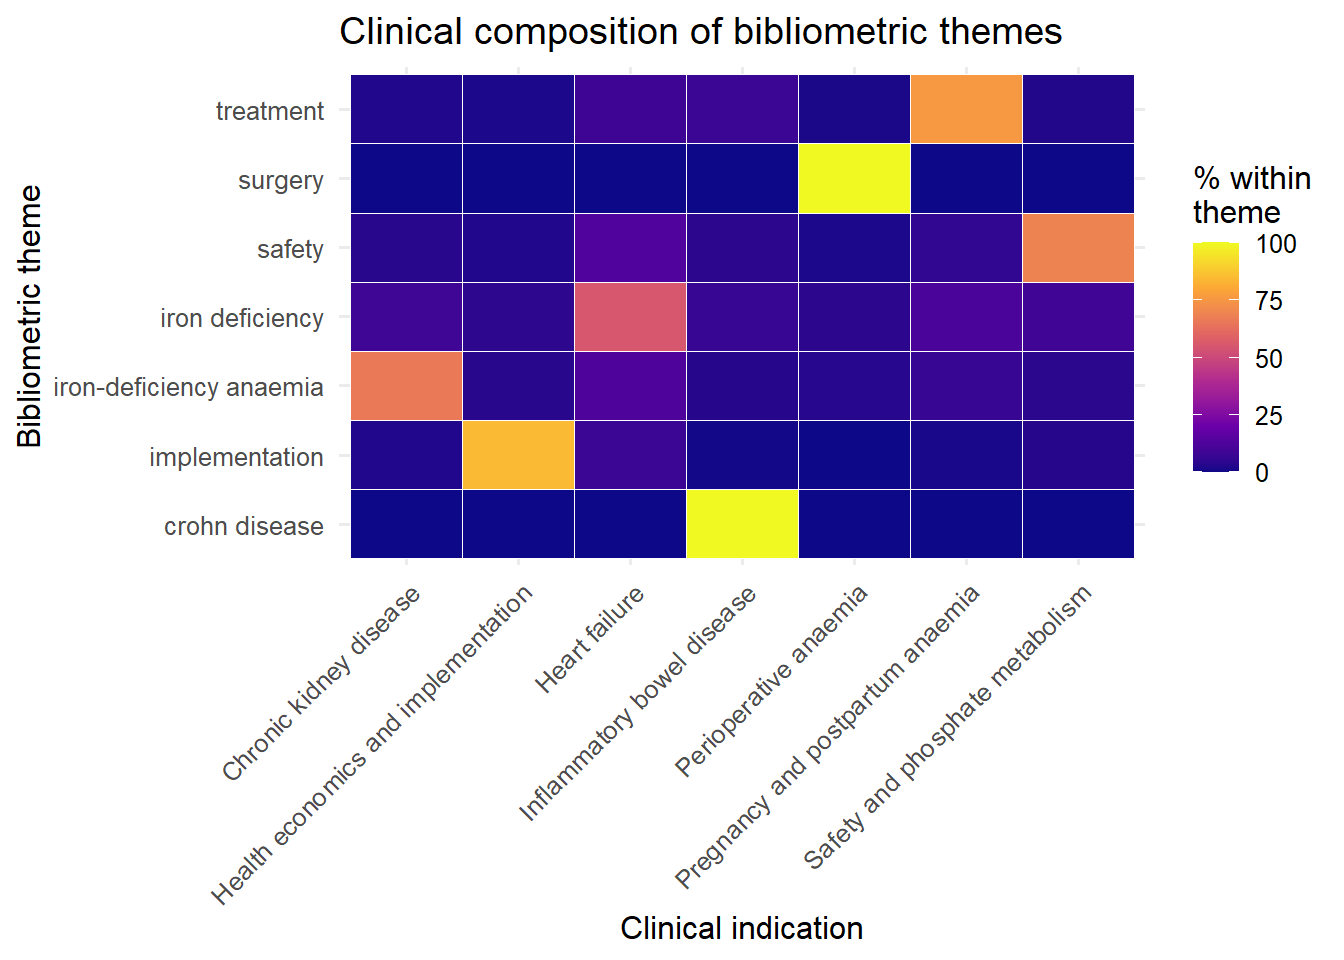 Clinical composition of bibliometric themes
Bibliometric theme
treatment
surgery
safety
iron deficiency
iron-deficiency anaemia
implementation
crohn disease
% within
theme
100
75
50
25
0
Chronic kidney disease
Health economics and implementation
Heart failure
Inflammatory bowel disease
Perioperative anaemia
Pregnancy and postpartum anaemia
Safety and phosphate metabolism
Clinical indication